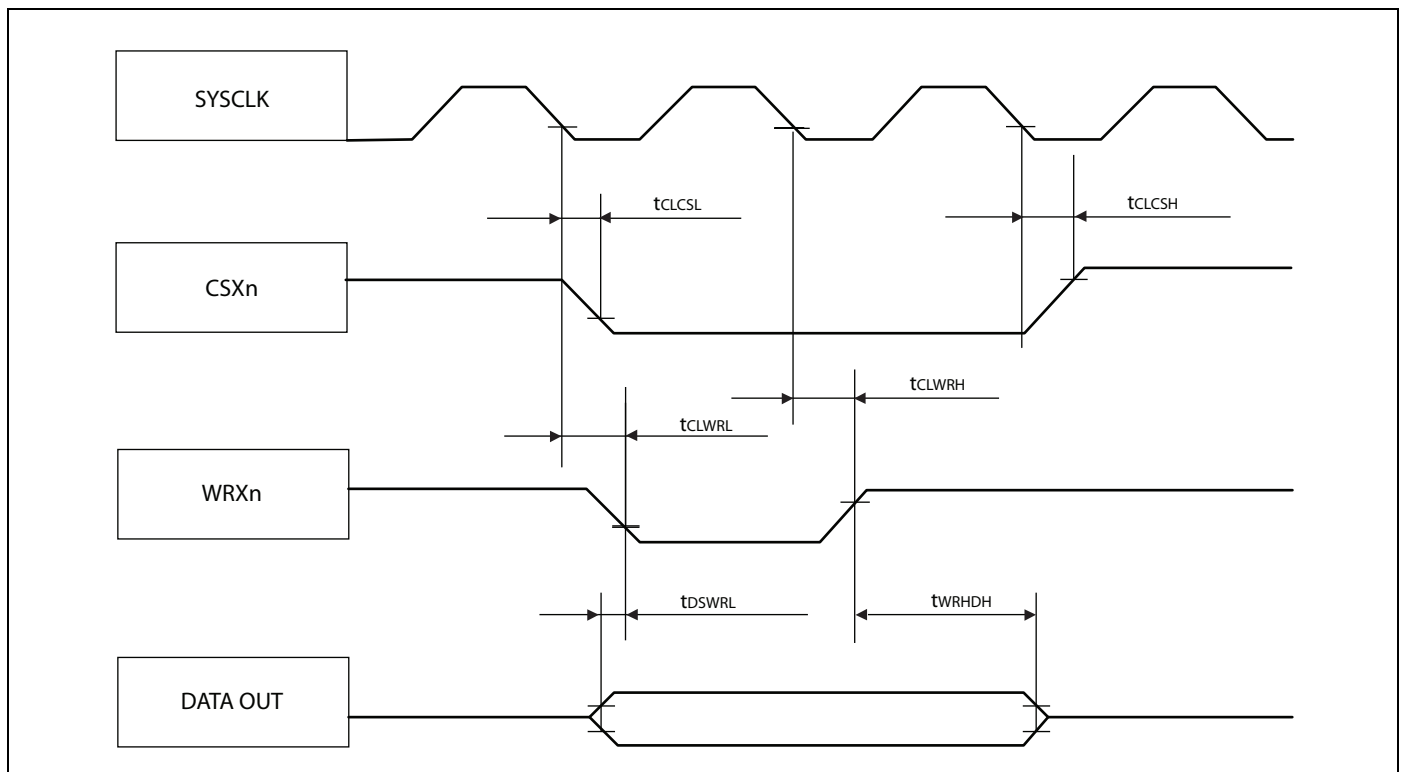 SYSCLK
tCLCSL
tCLCSH
CSXn
tCLWRH
tCLWRL
WRXn
tDSWRL
tWRHDH
DATA OUT